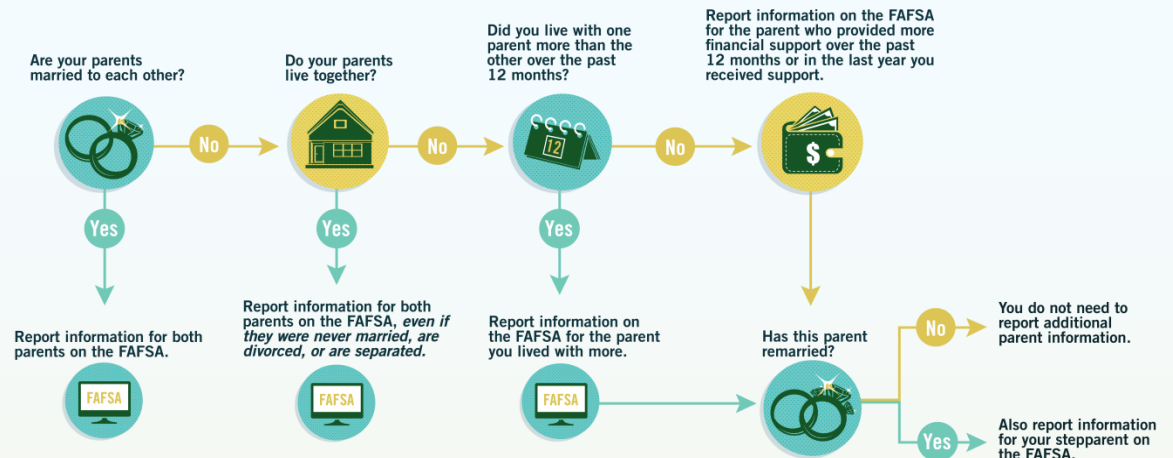 Are your parents
married to each other?
No
Yes
Report information for both
parents on the FAFSA.
FAFSA
Do your parents
live together?
No
Yes
Report information for both
parents on the FAFSA, even if
they were never married, are
divorced, or are separated.
FAFSA
Did you live with one
parent more than the
other over the past
12 months?
12
No
Yes
Report information on
the FAFSA for the parent
you lived with more.
FAFSA
Report information on the FAFSA
for the parent who provided more
financial support over the past
12 months or in the last year you
received support.
$
Has this parent
remarried?
No
You do not need to
report additional
parent information.
Yes
Also report information
for your stepparent on
the FAFSA.